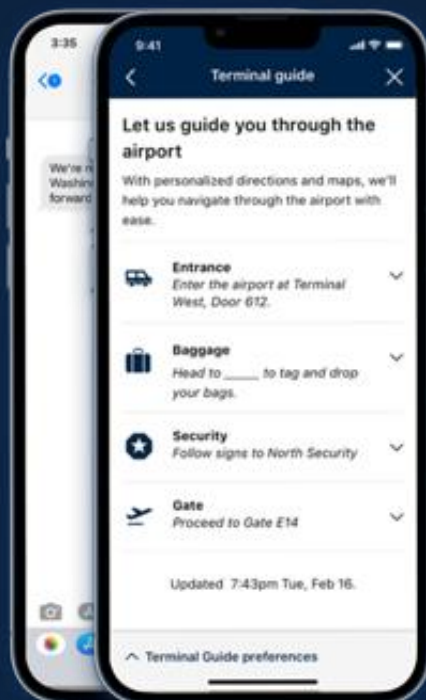 3:35
We're
Washin
forward
9:41
Terminal guide
Let us guide you through the
airport
With personalized directions and maps, we'll
help you navigate through the airport with
ease.
Entrance
Enter the airport at Terminal
West, Door 612.
Baggage
Head to _____ to tag and drop
your bags.
Security
Follow signs to North Security
Gate
Proceed to Gate E14
Updated 7:43pm Tue, Feb 16.
Terminal Guide preferences